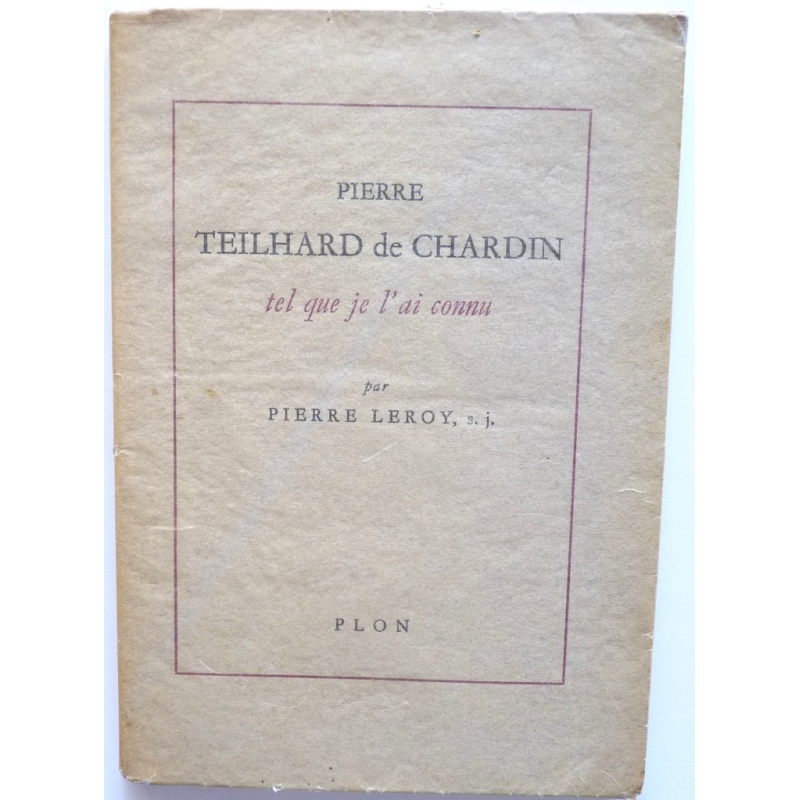 PIERRE
TEILHARD de CHARDIN
tel que je l'ai connu
par
PIERRE LEROY, s. j.
PLON